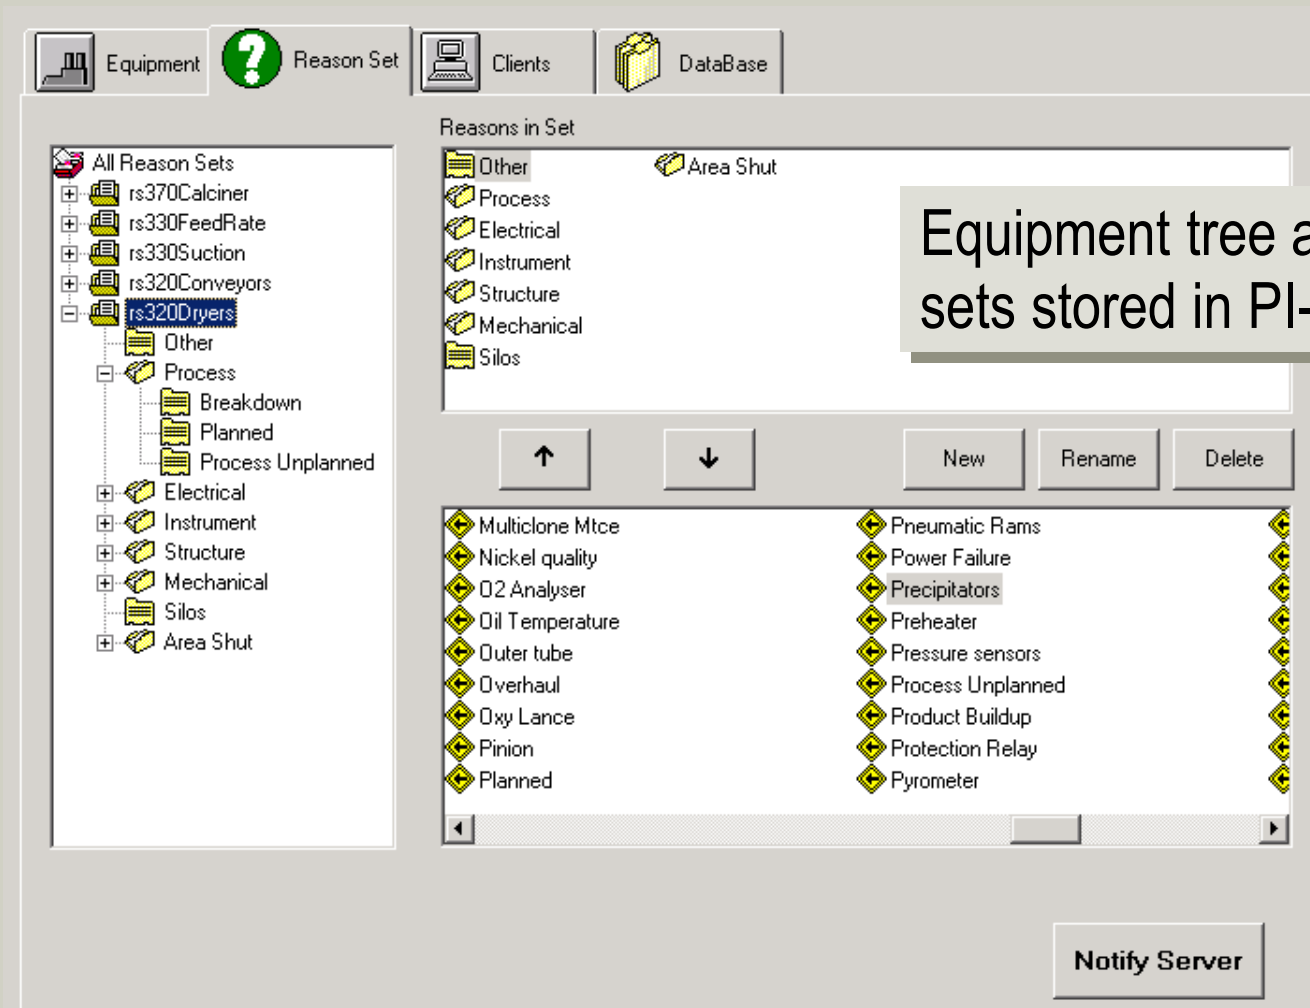 Equipment
Reason Set
Clients
DataBase
Reasons in Set
All Reason Sets
rs370Calciner
rs330FeedRate
rs330Suction
rs320Conveyors
rs320Dryers
Other
Process
Breakdown
Planned
Process Unplanned
Electrical
Instrument
Structure
Mechanical
Silos
Area Shut
Other
Process
Electrical
Instrument
Structure
Mechanical
Silos
Area Shut
Equipment tree a
sets stored in PI-
New
Rename
Delete
Multiclone Mtce
Nickel quality
O2 Analyser
Oil Temperature
Outer tube
Overhaul
Oxy Lance
Pinion
Planned
Pneumatic Rams
Power Failure
Precipitators
Preheater
Pressure sensors
Process Unplanned
Product Buildup
Protection Relay
Pyrometer
Notify Server